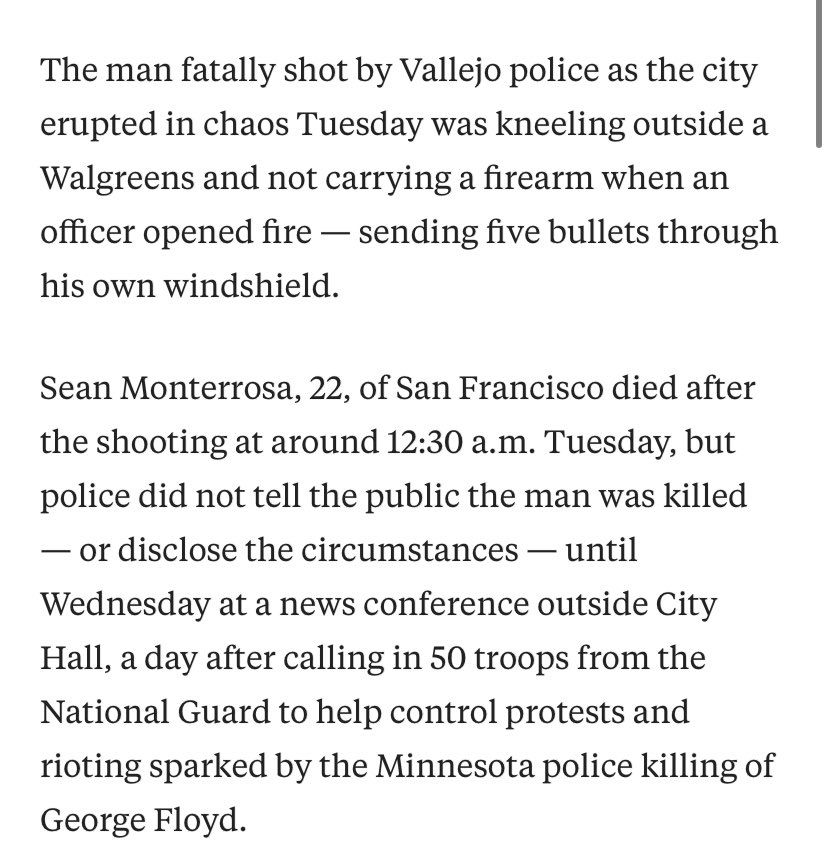 The man fatally shot by Vallejo police as the city
erupted in chaos Tuesday was kneeling outside a
Walgreens and not carrying a firearm when an
officer opened fire — sending five bullets through
his own windshield.
Sean Monterrosa, 22, of San Francisco died after
the shooting at around 12:30 a.m. Tuesday, but
police did not tell the public the man was killed
— or disclose the circumstances — until
Wednesday at a news conference outside City
Hall, a day after calling in 50 troops from the
National Guard to help control protests and
rioting sparked by the Minnesota police killing of
George Floyd.